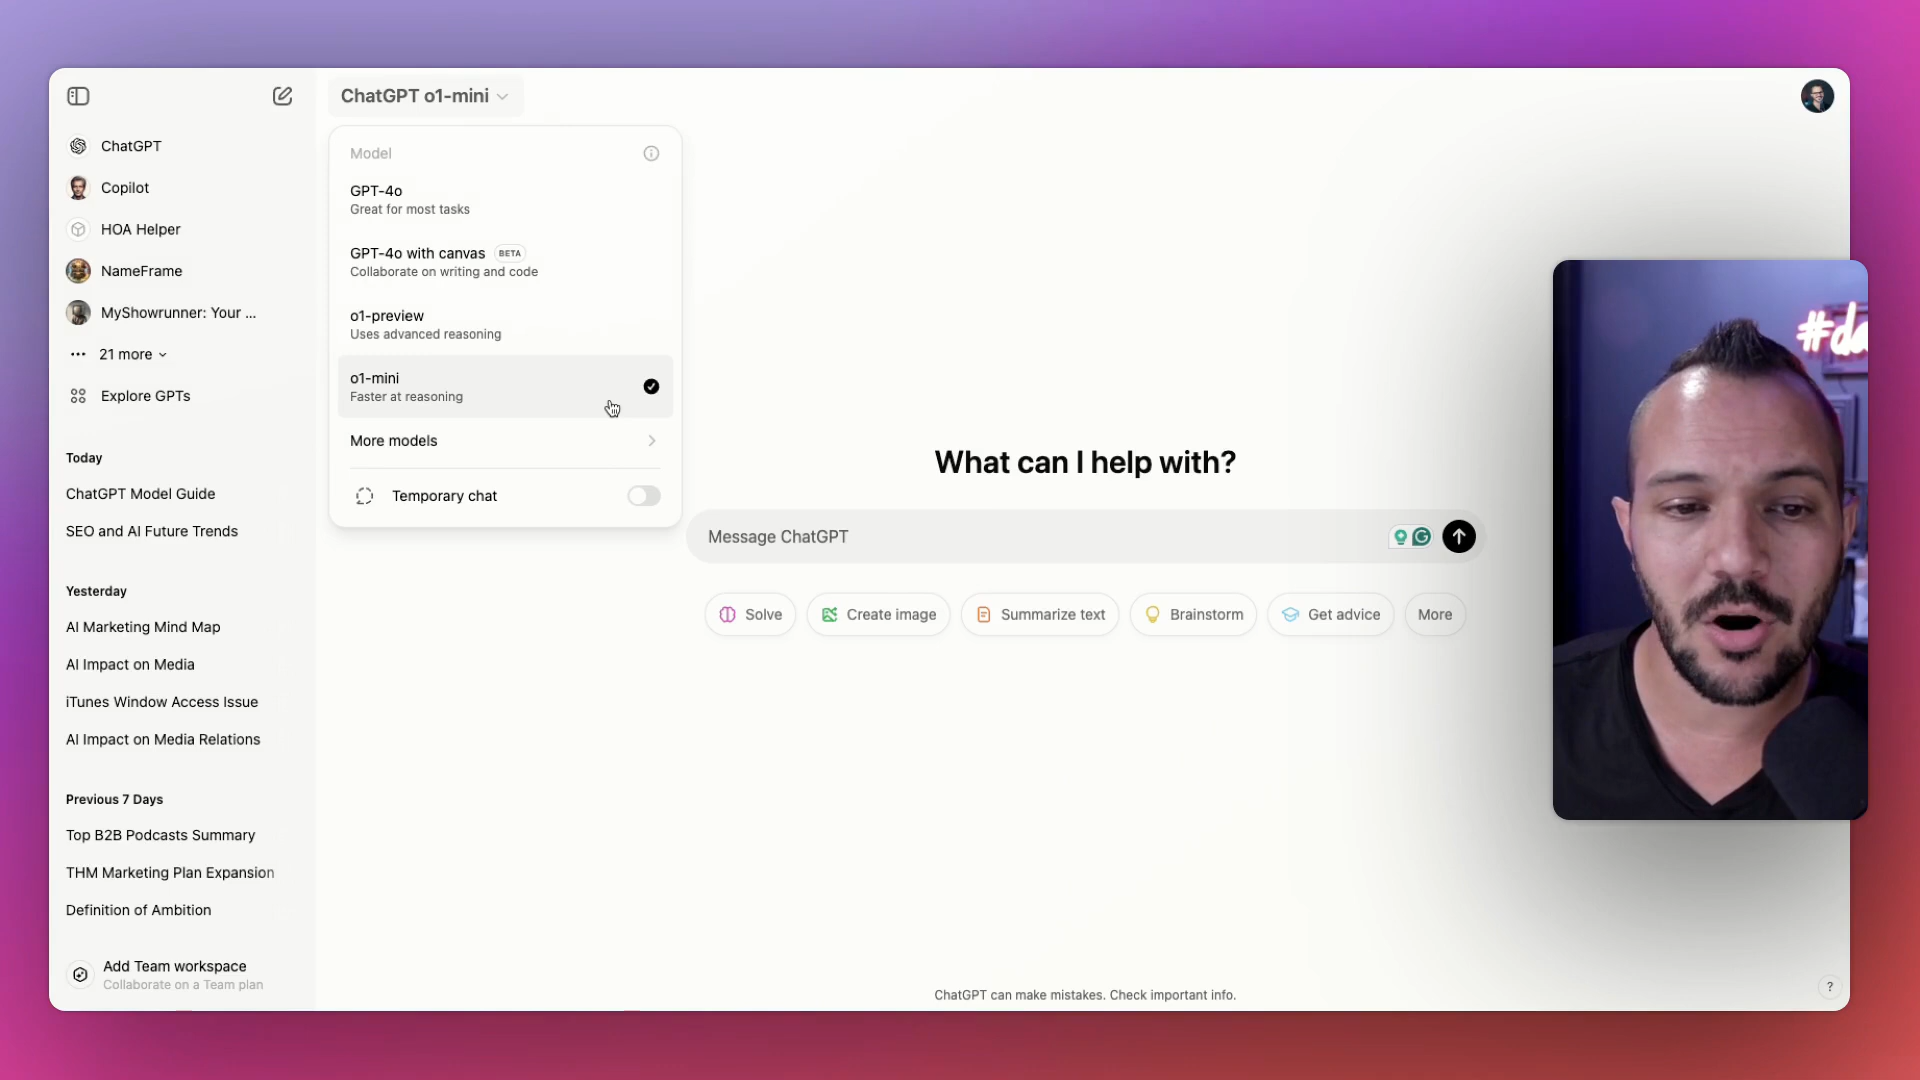 ChatGPT o1-mini
ChatGPT
Copilot
HOA Helper
NameFrame
MyShowrunner: Your ...
21 more
Explore GPTs
Today
ChatGPT Model Guide
SEO and AI Future Trends
Yesterday
AI Marketing Mind Map
AI Impact on Media
iTunes Window Access Issue
AI Impact on Media Relations
Previous 7 Days
Top B2B Podcasts Summary
THM Marketing Plan Expansion
Definition of Ambition
Add Team workspace
Collaborate on a Team plan
Model
GPT-4o
Great for most tasks
GPT-4o with canvas BETA
Collaborate on writing and code
o1-preview
Uses advanced reasoning
o1-mini
Faster at reasoning
More models
Temporary chat
What can I help with?
Message ChatGPT
Solve Create image Summarize text Brainstorm Get advice More
ChatGPT can make mistakes. Check important info.
?